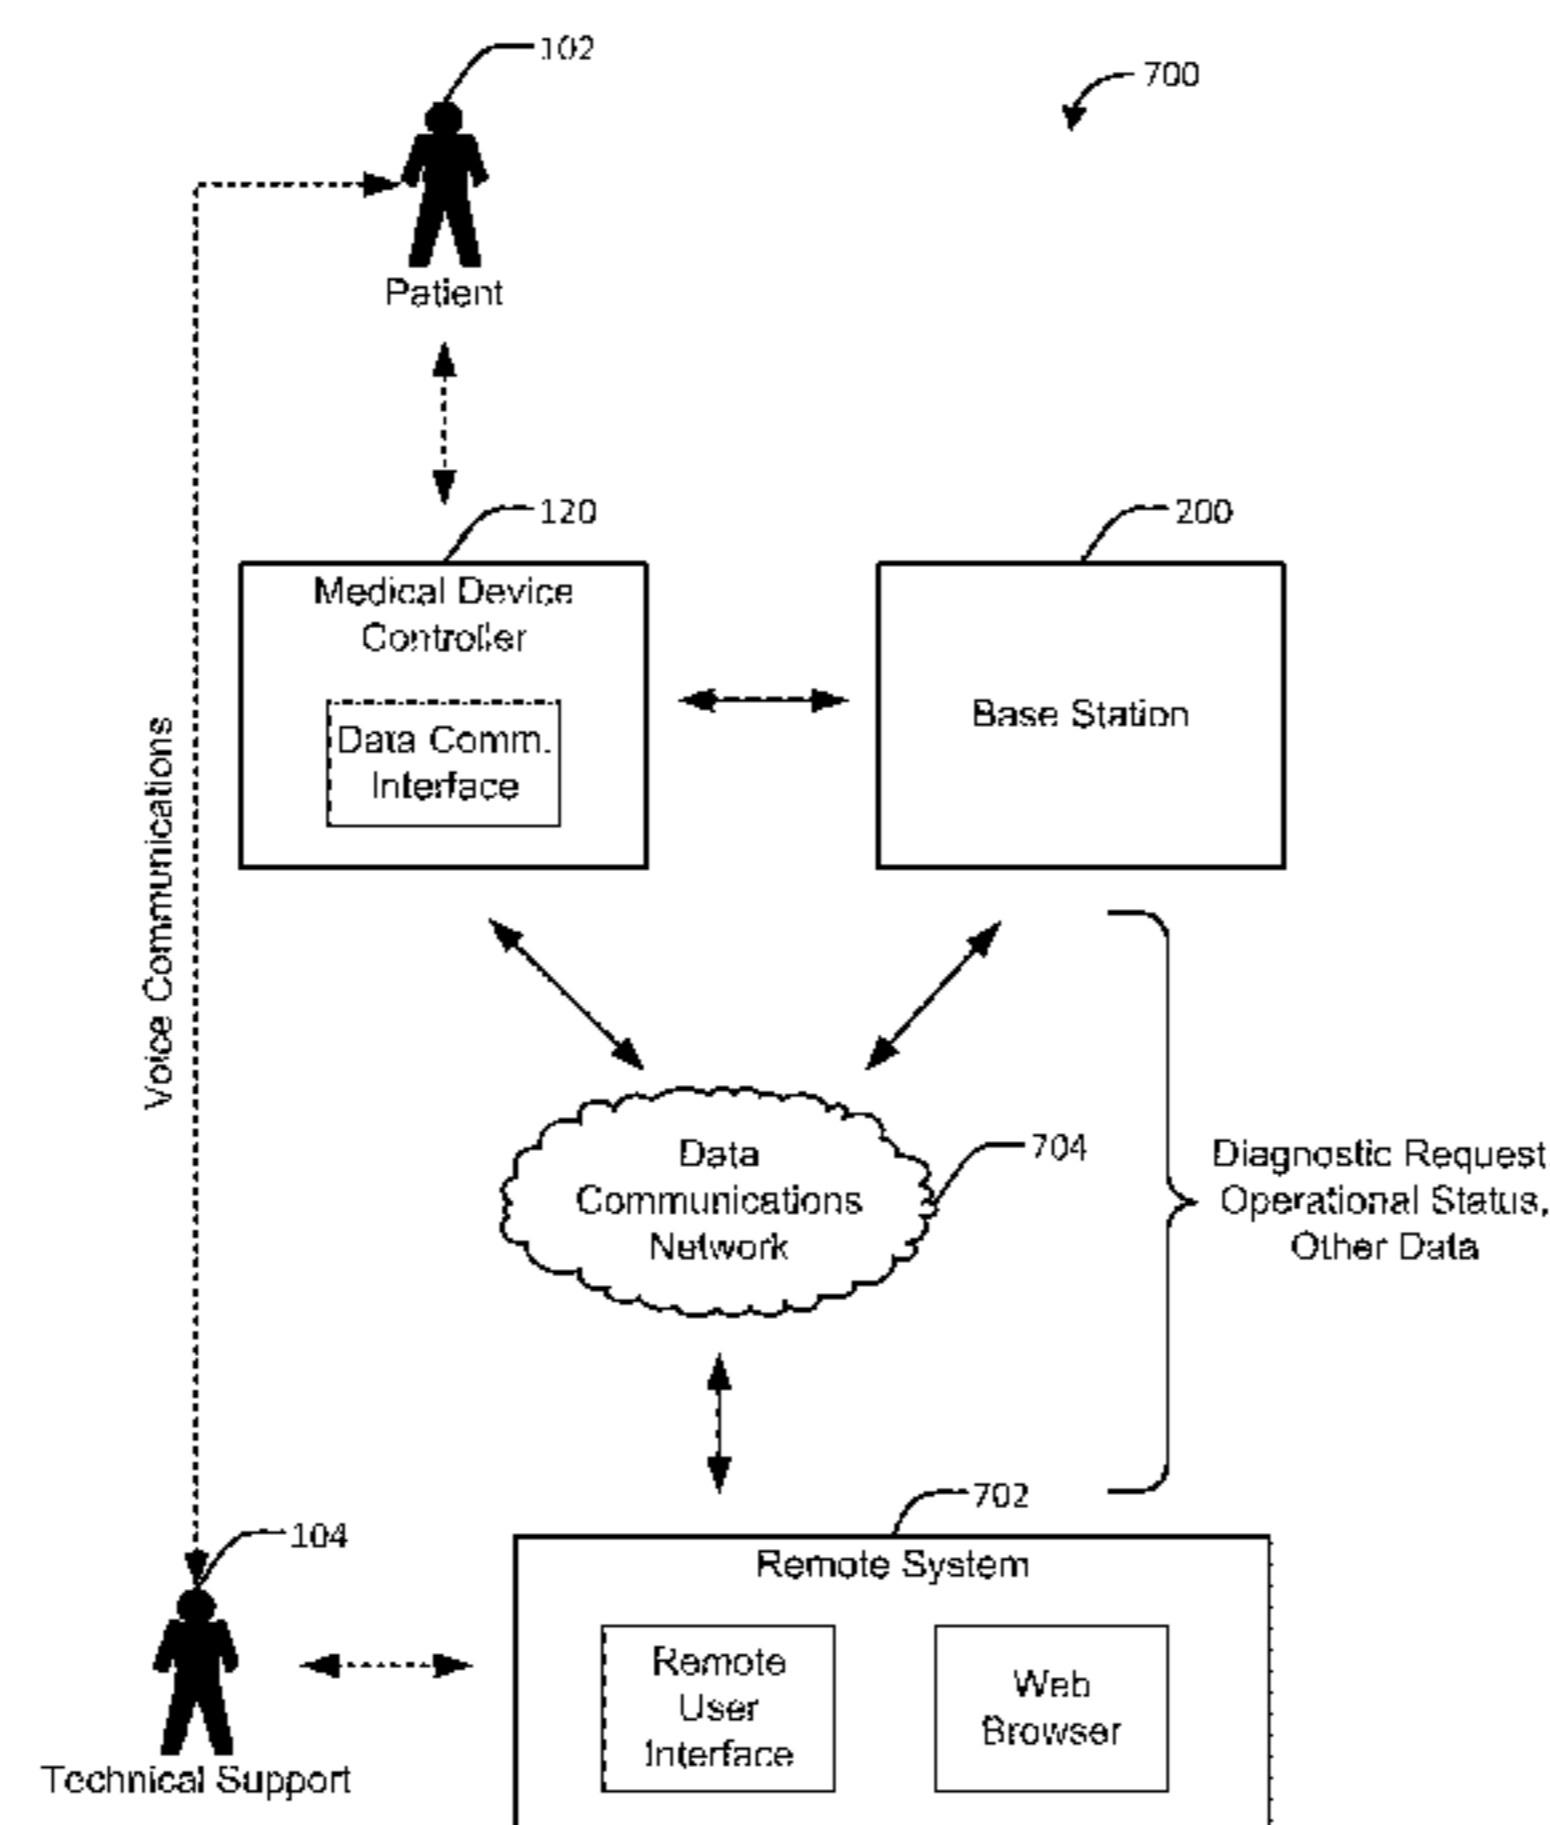 102
700
Patient
120
200
Medical Device
Controller
Data Comm.
Interface
Base Station
Voice Communications
Data
Communications
Network
704
Diagnostic Request
Operational Status,
Other Data
702
104
Remote System
Remote
User
Interface
Web
Browser
Technical Support